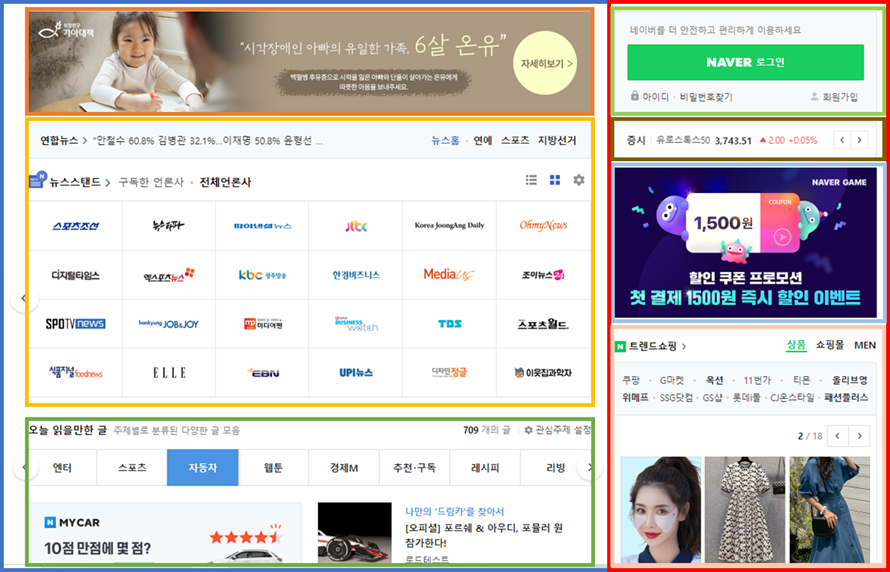 희망친구
기아대책
“시각장애인 아빠의 유일한 가족, 6살 온유”
백혈병 후유증으로 시력을 잃은 아빠와 단둘이 살아가는 온유에게
따뜻한 마음을 보내주세요.
자세히보기 >
연합뉴스 > "안철수 60.8% 김병관 32.1%...이재명 50.8% 윤형선 ...
뉴스홈 · 연예 스포츠 지방선거
뉴스스탠드 > 구독한 언론사 · 전체언론사
스포츠조선 뉴스타파 파이낸셜뉴스 jtbc Korea JoongAng Daily OhmyNews
디지털타임스 엑스포츠뉴스 kbc 광주방송 한경비즈니스 MediaUs 조이뉴스24
SPOTV NEWS hankyung JOB&JOY mp 미디어펜 BUSINESS watch TBS 스포츠월드
식품저널 foodnews ELLE EBN UPI뉴스 디자인정글 이웃집과학자
오늘 읽을만한 글 주제별로 분류된 다양한 글 모음 709 개의 글 관심주제 설정
엔터 스포츠 자동차 웹툰 경제M 추천·구독 레시피 리빙
N MYCAR
10점 만점에 몇 점?
나만의 '드림카'를 찾아서
[오피셜] 포르쉐 & 아우디, 포뮬러 원
참가한다!
로드테스트
네이버를 더 안전하고 편리하게 이용하세요
NAVER 로그인
아이디 · 비밀번호찾기 회원가입
증시 유로스톡스50 3,743.51 ▲ 2.00 +0.05%
NAVER GAME
COUPON
1,500원
할인 쿠폰 프로모션
첫 결제 1500원 즉시 할인 이벤트
N 트렌드쇼핑 > 상품 쇼핑몰 MEN
쿠팡 · G마켓 · 옥션 · 11번가 · 티몬 · 올리브영
위메프 · SSG닷컴 · GS샵 · 롯데i몰 · CJ온스타일 · 패션플러스
2 / 18